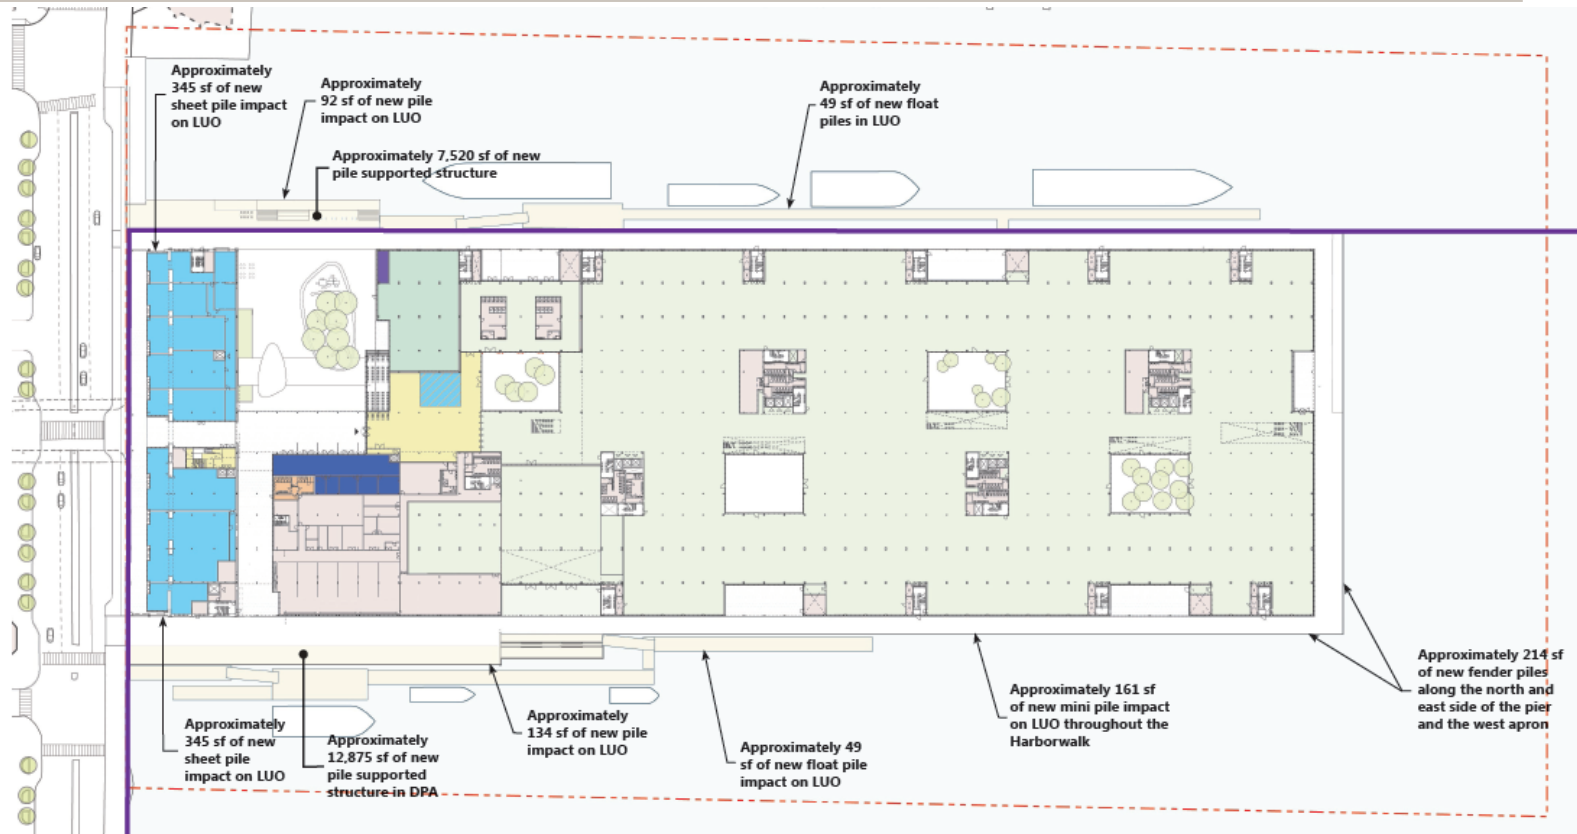 Approximately
345 sf of new
sheet pile impact
on LUO
Approximately
92 sf of new pile
impact on LUO
Approximately 7,520 sf of new
pile supported structure
Approximately
49 sf of new float
piles in LUO
Approximately
345 sf of new
sheet pile
impact on LUO
Approximately
12,875 sf of new
pile supported
structure in DPA
Approximately
134 sf of new pile
impact on LUO
Approximately 49
sf of new float pile
impact on LUO
Approximately 161 sf
of new mini pile impact
on LUO throughout the
Harborwalk
Approximately 214 sf
of new fender piles
along the north and
east side of the pier
and the west apron